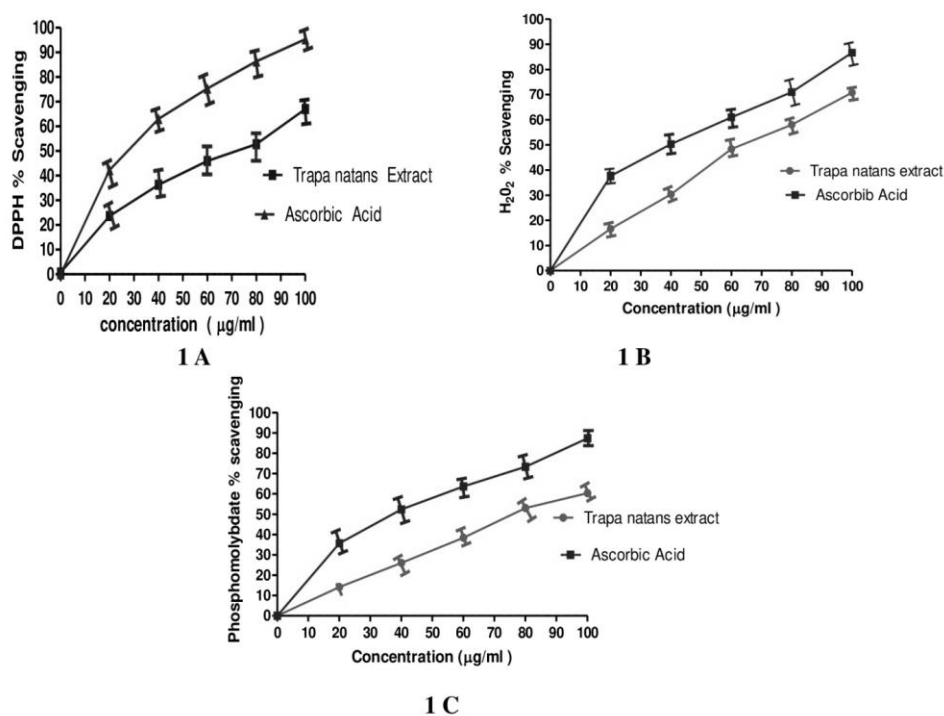 100
90
80
70
60
50
40
30
20
10
0
DPPH % Scavenging
Trapa natans Extract
Ascorbic Acid
0 10 20 30 40 50 60 70 80 90 100
concentration ( μg/ml )
1 A
100
90
80
70
60
50
40
30
20
10
0
H₂0₂ % Scavenging
Trapa natans extract
Ascorbib Acid
0 10 20 30 40 50 60 70 80 90 100
Concentration (μg/ml )
1 B
100
90
80
70
60
50
40
30
20
10
0
Phosphomolybdate % scavenging
Trapa natans extract
Ascorbic Acid
0 10 20 30 40 50 60 70 80 90 100
Concentration (μg/ml )
1 C